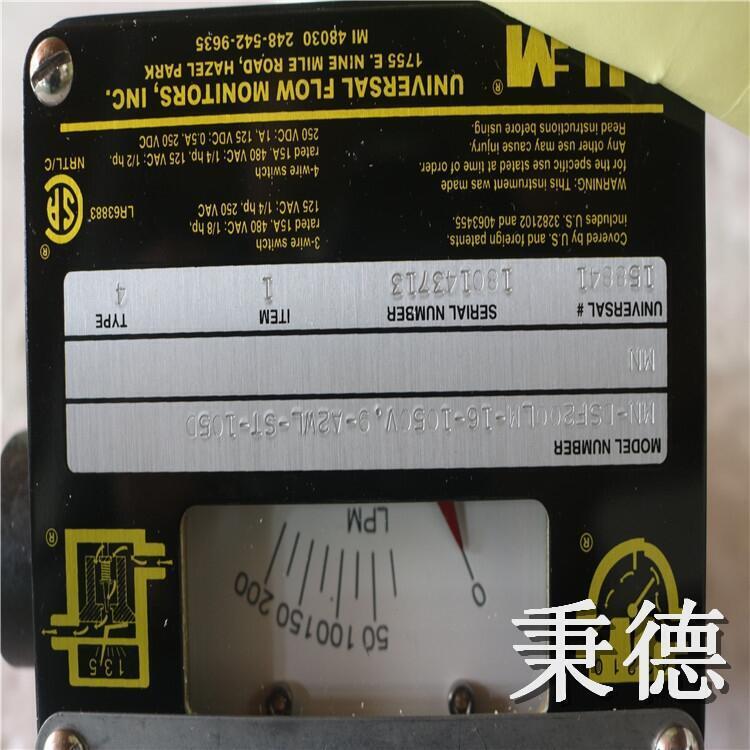 0 50 100 150 200
LPM
MODEL NUMBER
MN-DSF200LM-16-1050V.9-A2WL-ST-105D
MN
UNIVERSAL # SERIAL NUMBER ITEM TYPE
158841 180143713 1 4
Covered by U.S. and foreign patents.
includes U.S. 3282102 and 4063455.
WARNING: This instrument was made
for the specific use stated at time of order.
Any other use may cause injury.
Read instructions before using.
3-wire switch
rated 15A, 480 VAC: 1/8 hp.
125 VAC: 1/4 hp. 250 VAC
4-wire switch
rated 15A, 480 VAC: 1/4 hp, 125 VAC: 1/2 hp.
250 VDC: 1A, 125 VDC: 0.5A, 250 VDC
LR63883
NRTL/C
UFM ®
UNIVERSAL FLOW MONITORS, INC.
1755 E. NINE MILE ROAD, HAZEL PARK
MI 48030 248-542-9635
秉德